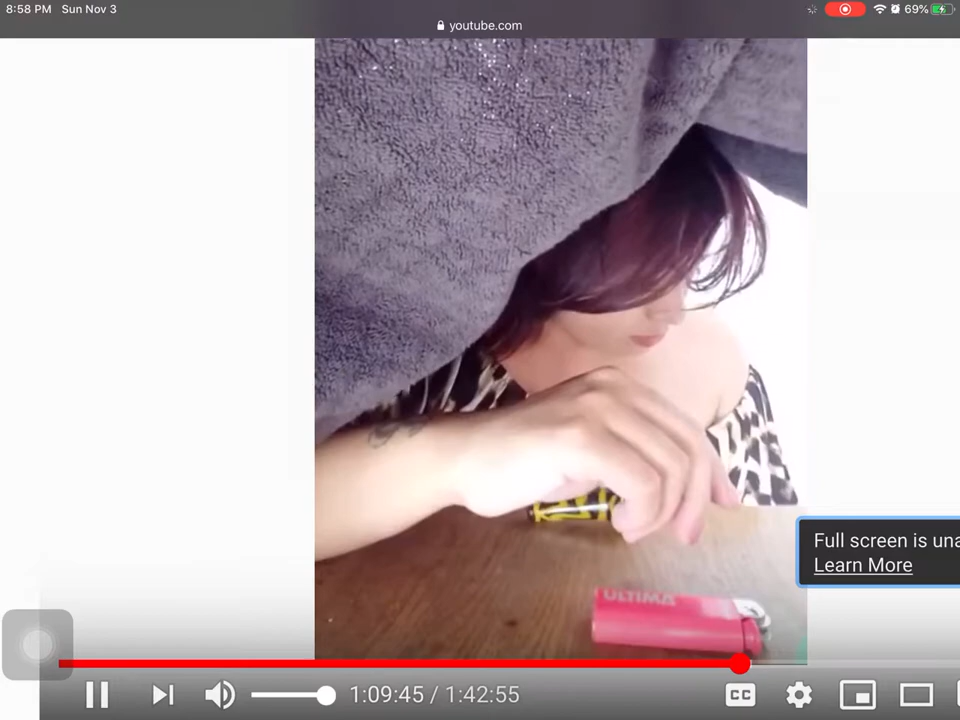 8:58 PM Sun Nov 3
69%
youtube.com
Full screen is una
Learn More
ULTIMA
1:09:45 / 1:42:55
CC